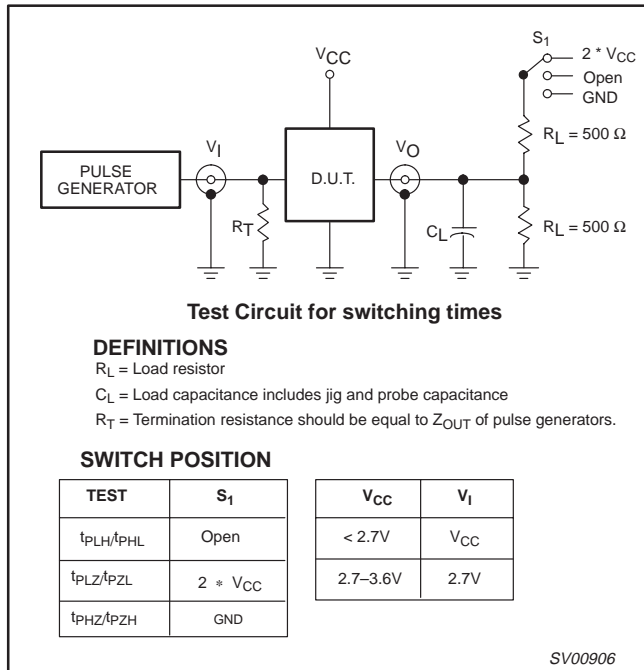 S1
2 * VCC
VCC
Open
GND
VI
VO
RL = 500 Ω
PULSE
GENERATOR
D.U.T.
RT
CL
RL = 500 Ω
Test Circuit for switching times
DEFINITIONS
RL = Load resistor
CL = Load capacitance includes jig and probe capacitance
RT = Termination resistance should be equal to ZOUT of pulse generators.
SWITCH POSITION
TEST S1
tPLH/tPHL Open
tPLZ/tPZL 2 * VCC
tPHZ/tPZH GND
VCC VI
< 2.7V VCC
2.7–3.6V 2.7V
SV00906